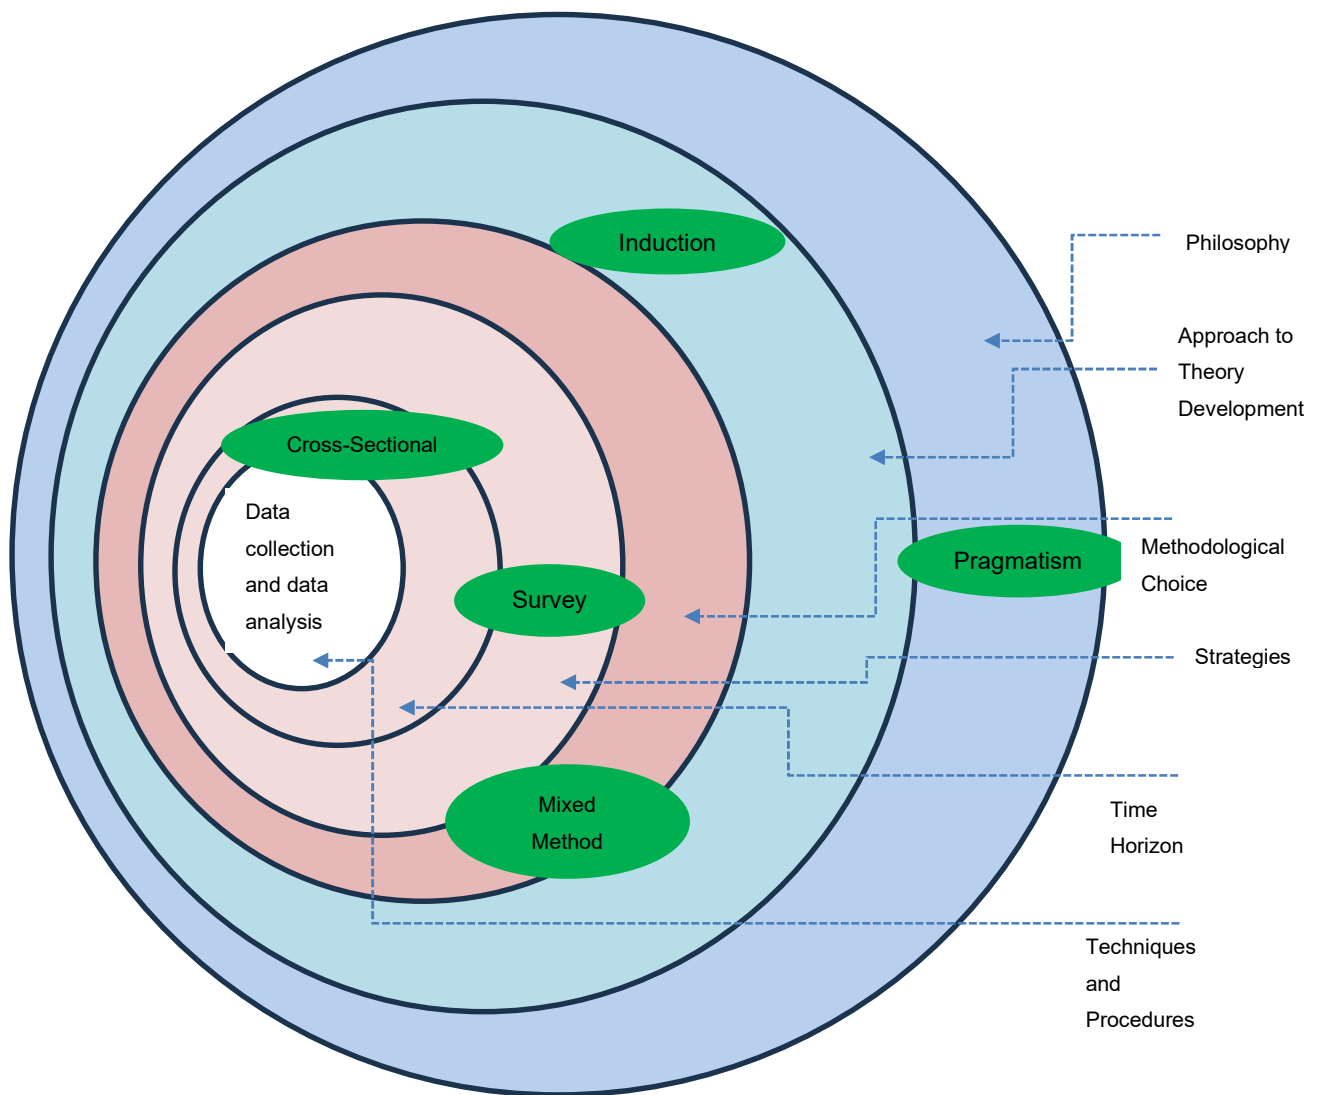 Induction
Philosophy
Approach to
Theory
Development
Cross-Sectional
Data
collection
and data
analysis
Pragmatism
Methodological
Choice
Survey
Strategies
Mixed
Method
Time
Horizon
Techniques
and
Procedures